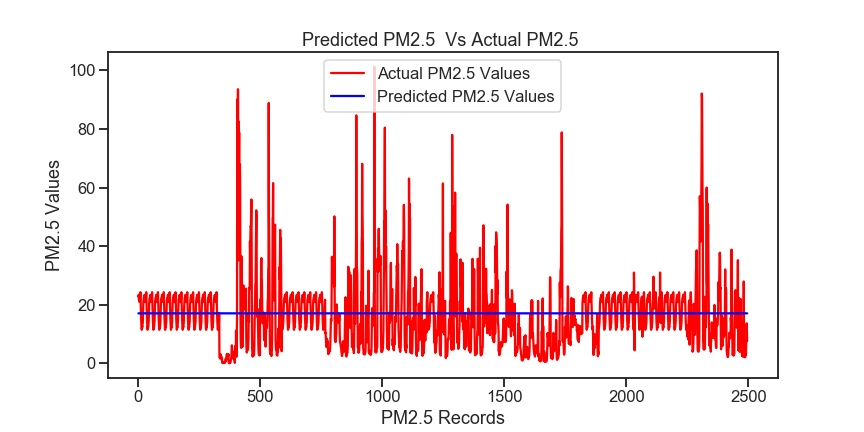 Predicted PM2.5  Vs Actual PM2.5
Actual PM2.5 Values
Predicted PM2.5 Values
PM2.5 Values
100
80
60
40
20
0
0 500 1000 1500 2000 2500
PM2.5 Records